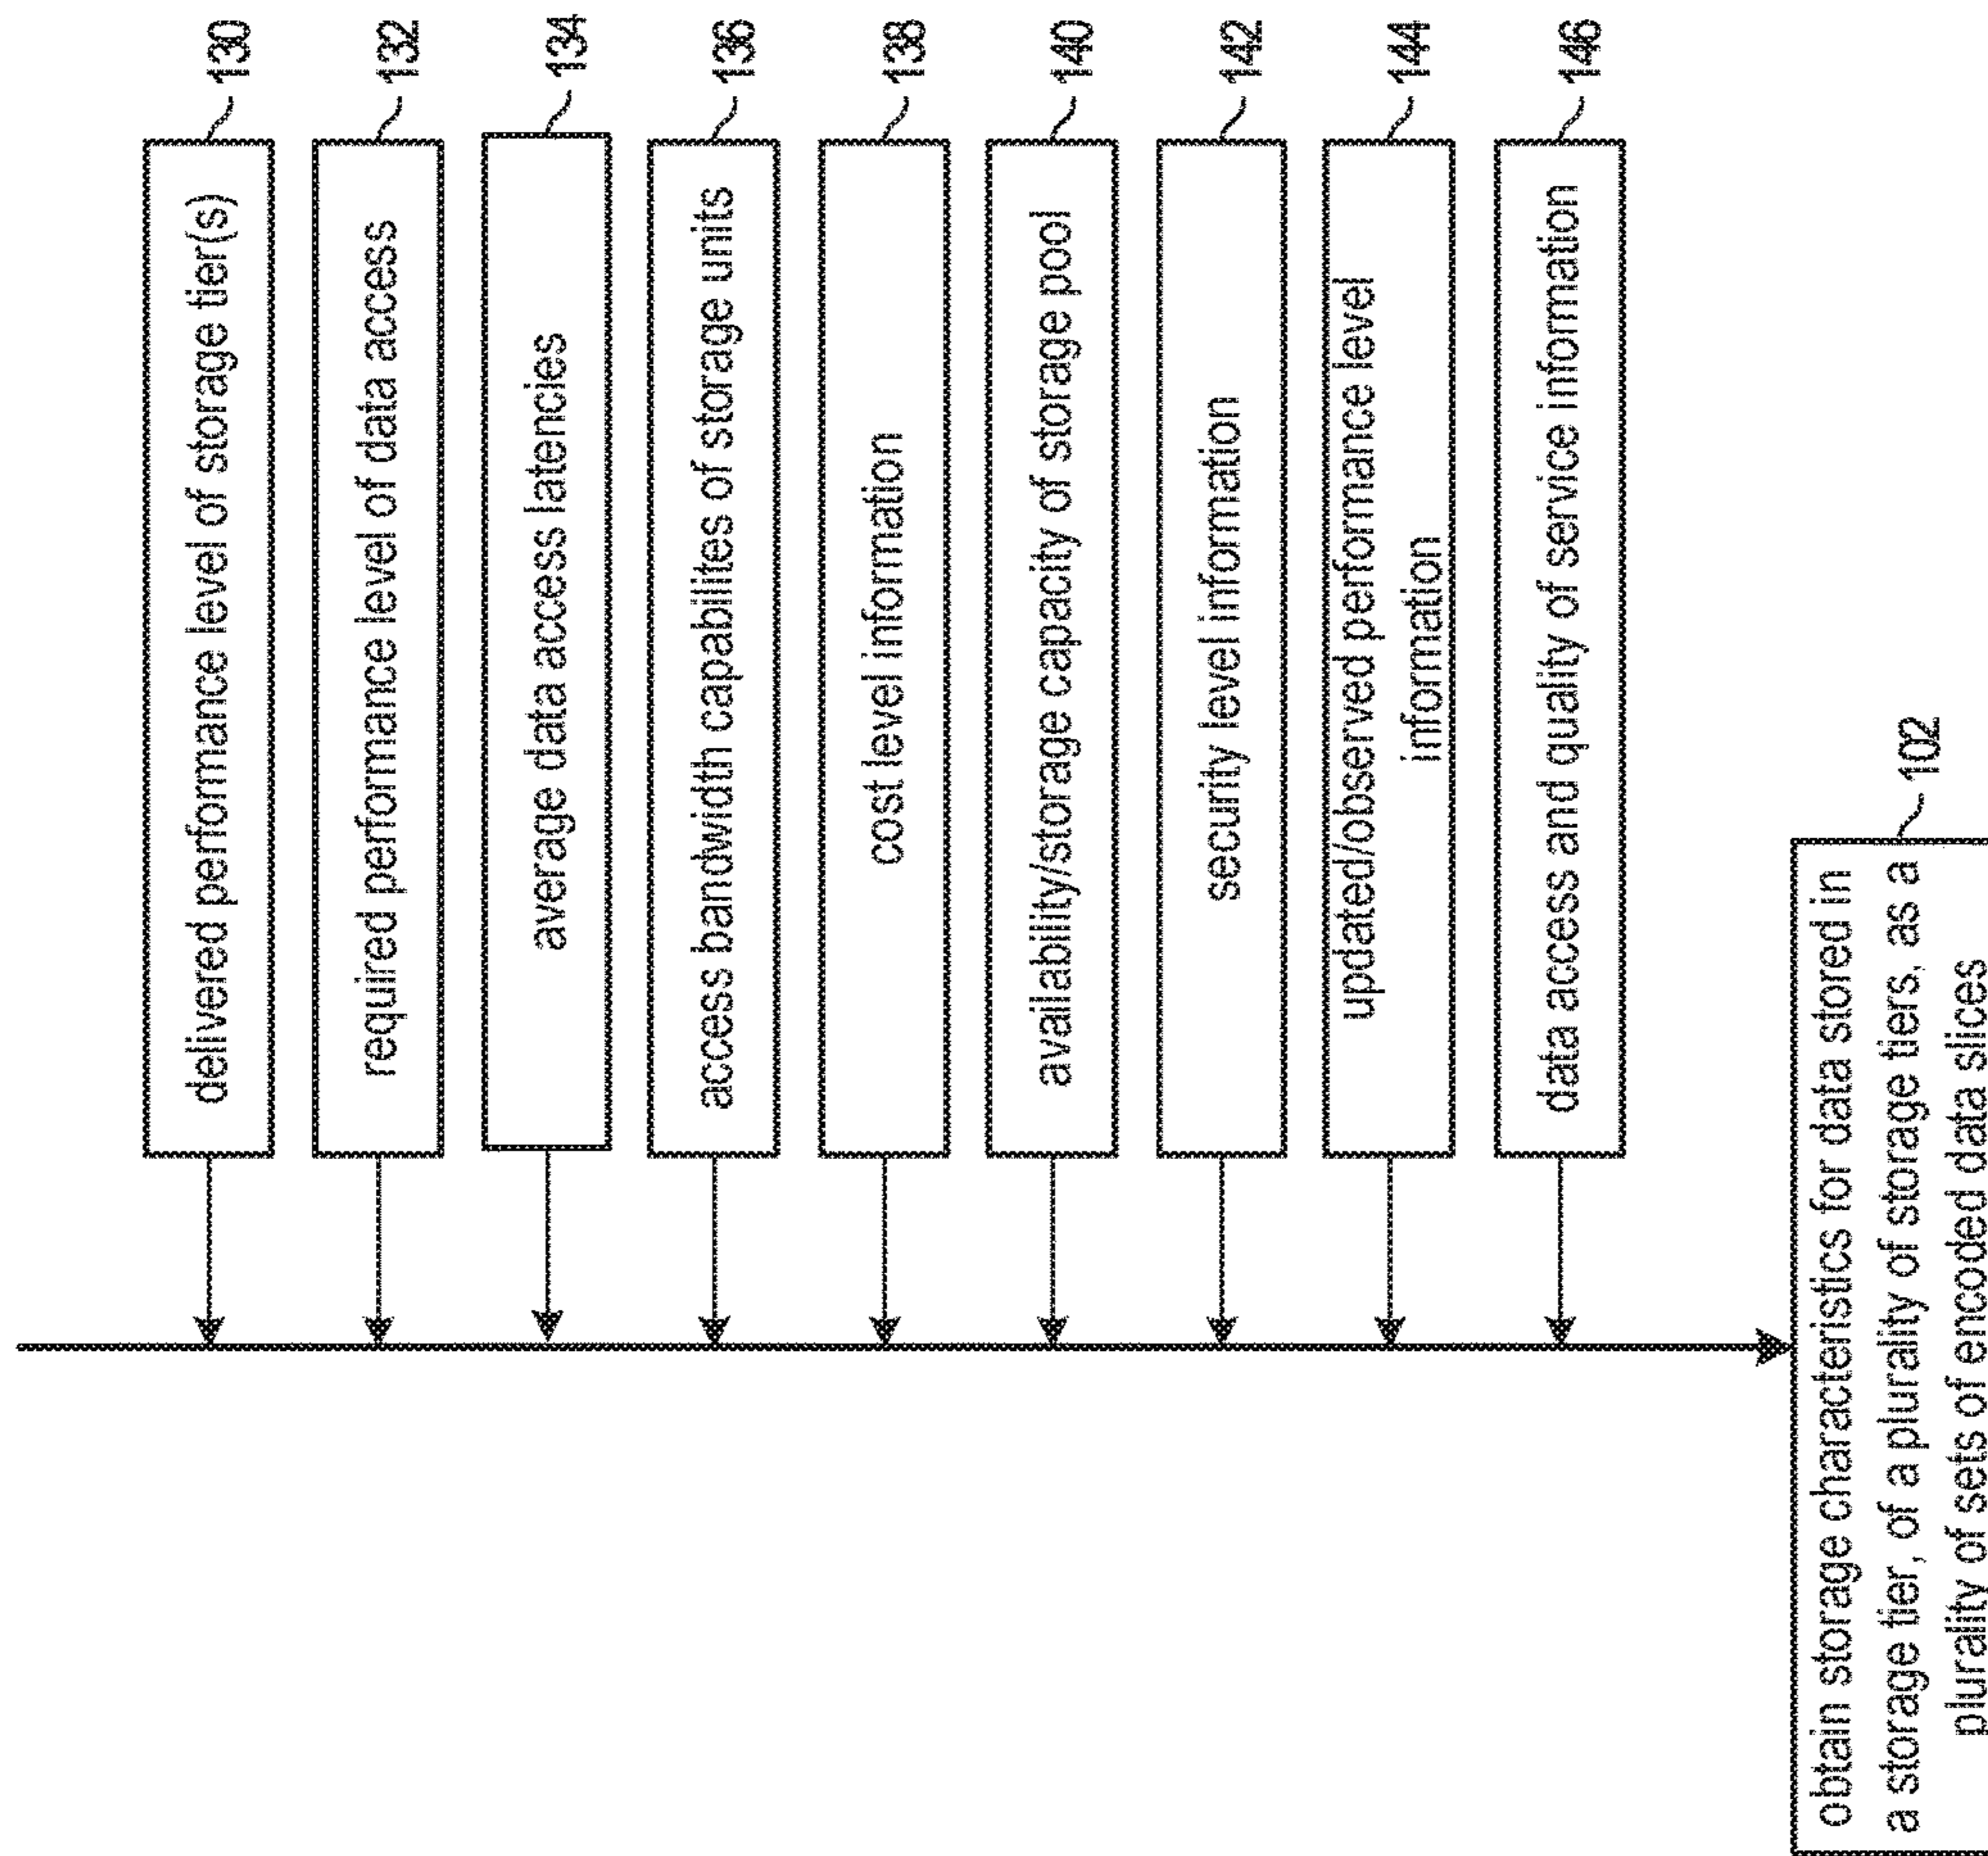 delivered performance level of storage tier(s)
130
required performance level of data access
132
average data access latencies
134
access bandwidth capabilites of storage units
136
cost level information
138
availability/storage capacity of storage pool
140
security level information
142
updated/observed performance level
information
144
data access and quality of service information
146
obtain storage characteristics for data stored in
a storage tier, of a plurality of storage tiers, as a
plurality of sets of encoded data slices
102